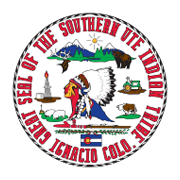 GREAT SEAL OF THE SOUTHERN UTE INDIAN TRIBE
IGNACIO COLO.